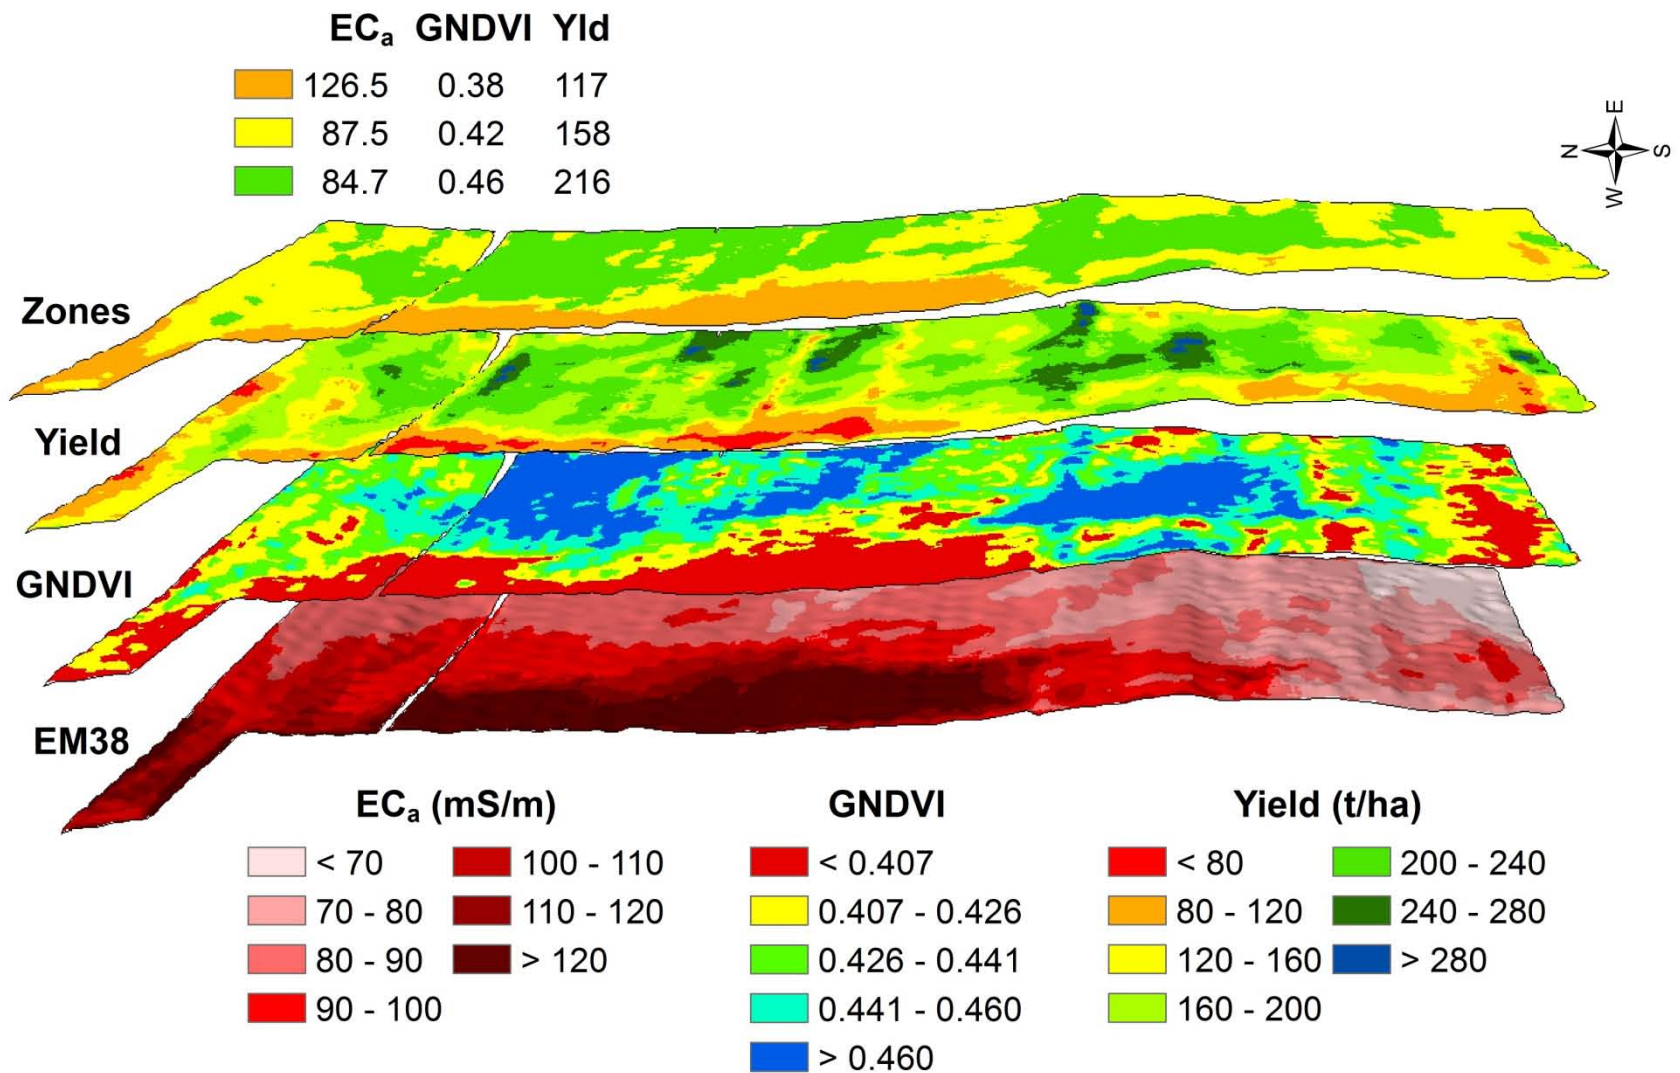 ECa GNDVI Yld
126.5 0.38 117
87.5 0.42 158
84.7 0.46 216
E
N S
W
Zones
Yield
GNDVI
EM38
ECa (mS/m) GNDVI Yield (t/ha)
< 70 100 - 110 < 0.407 < 80 200 - 240
70 - 80 110 - 120 0.407 - 0.426 80 - 120 240 - 280
80 - 90 > 120 0.426 - 0.441 120 - 160 > 280
90 - 100 0.441 - 0.460 160 - 200
> 0.460